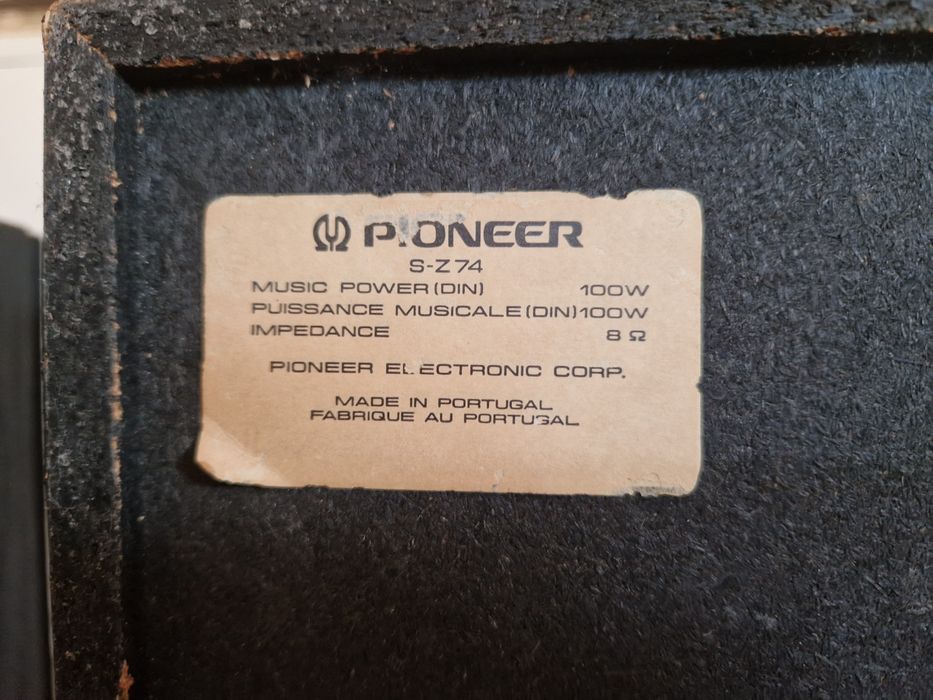 PIONEER
S-Z74
MUSIC POWER (DIN) 100W
PUISSANCE MUSICALE (DIN) 100W
IMPEDANCE 8 Ω
PIONEER ELECTRONIC CORP.
MADE IN PORTUGAL
FABRIQUE AU PORTUGAL